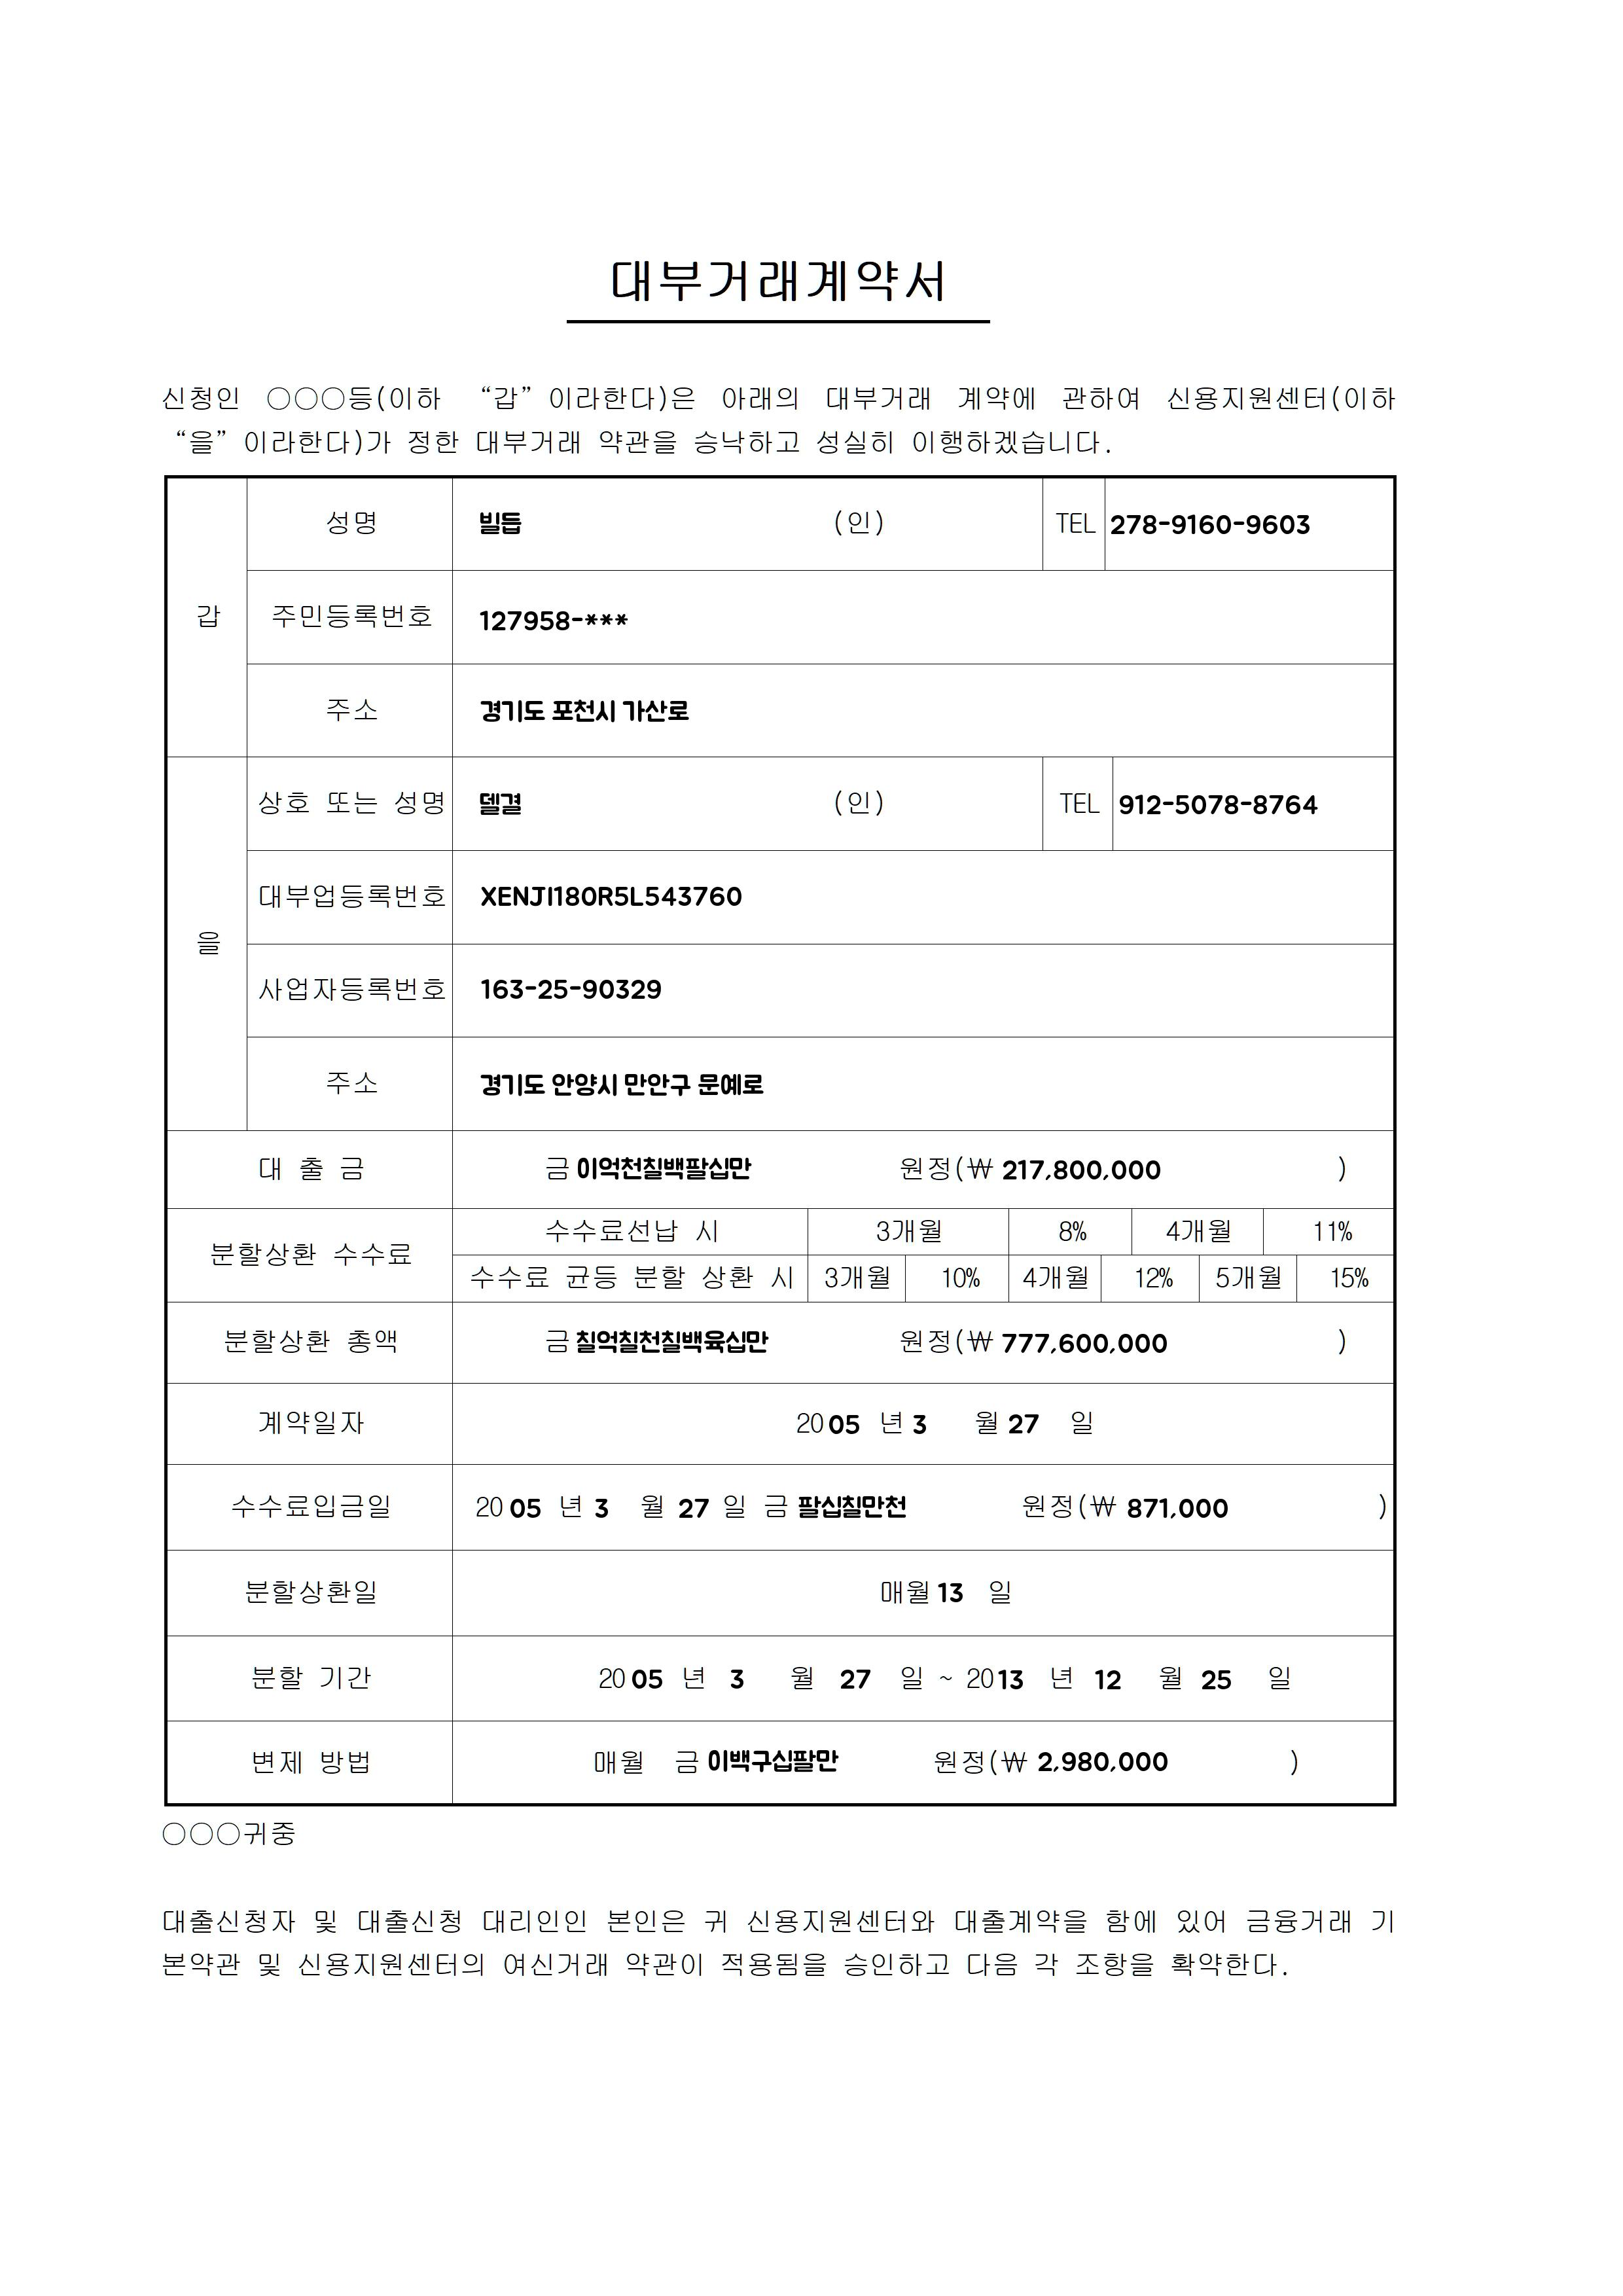 대부거래계약서
신청인 ○○○등(이하 “갑”이라한다)은 아래의 대부거래 계약에 관하여 신용지원센터(이하
“을”이라한다)가 정한 대부거래 약관을 승낙하고 성실히 이행하겠습니다.
갑
성명 빌듭 (인) TEL 278-9160-9603
주민등록번호 127958-***
주소 경기도 포천시 가산로
을
상호 또는 성명 델결 (인) TEL 912-5078-8764
대부업등록번호 XENJI180R5L543760
사업자등록번호 163-25-90329
주소 경기도 안양시 만안구 문예로
대 출 금 금 이억천칠백팔십만 원정(₩ 217,800,000 )
분할상환 수수료
수수료선납 시 3개월 8% 4개월 11%
수수료 균등 분할 상환 시 3개월 10% 4개월 12% 5개월 15%
분할상환 총액 금 칠억칠천칠백육십만 원정(₩ 777,600,000 )
계약일자 2005 년 3 월 27 일
수수료입금일 2005 년 3 월 27 일 금 팔십칠만천 원정(₩ 871,000 )
분할상환일 매월 13 일
분할 기간 2005 년 3 월 27 일 ~ 2013 년 12 월 25 일
변제 방법 매월 금 이백구십팔만 원정(₩ 2,980,000 )
○○○귀중
대출신청자 및 대출신청 대리인인 본인은 귀 신용지원센터와 대출계약을 함에 있어 금융거래 기
본약관 및 신용지원센터의 여신거래 약관이 적용됨을 승인하고 다음 각 조항을 확약한다.